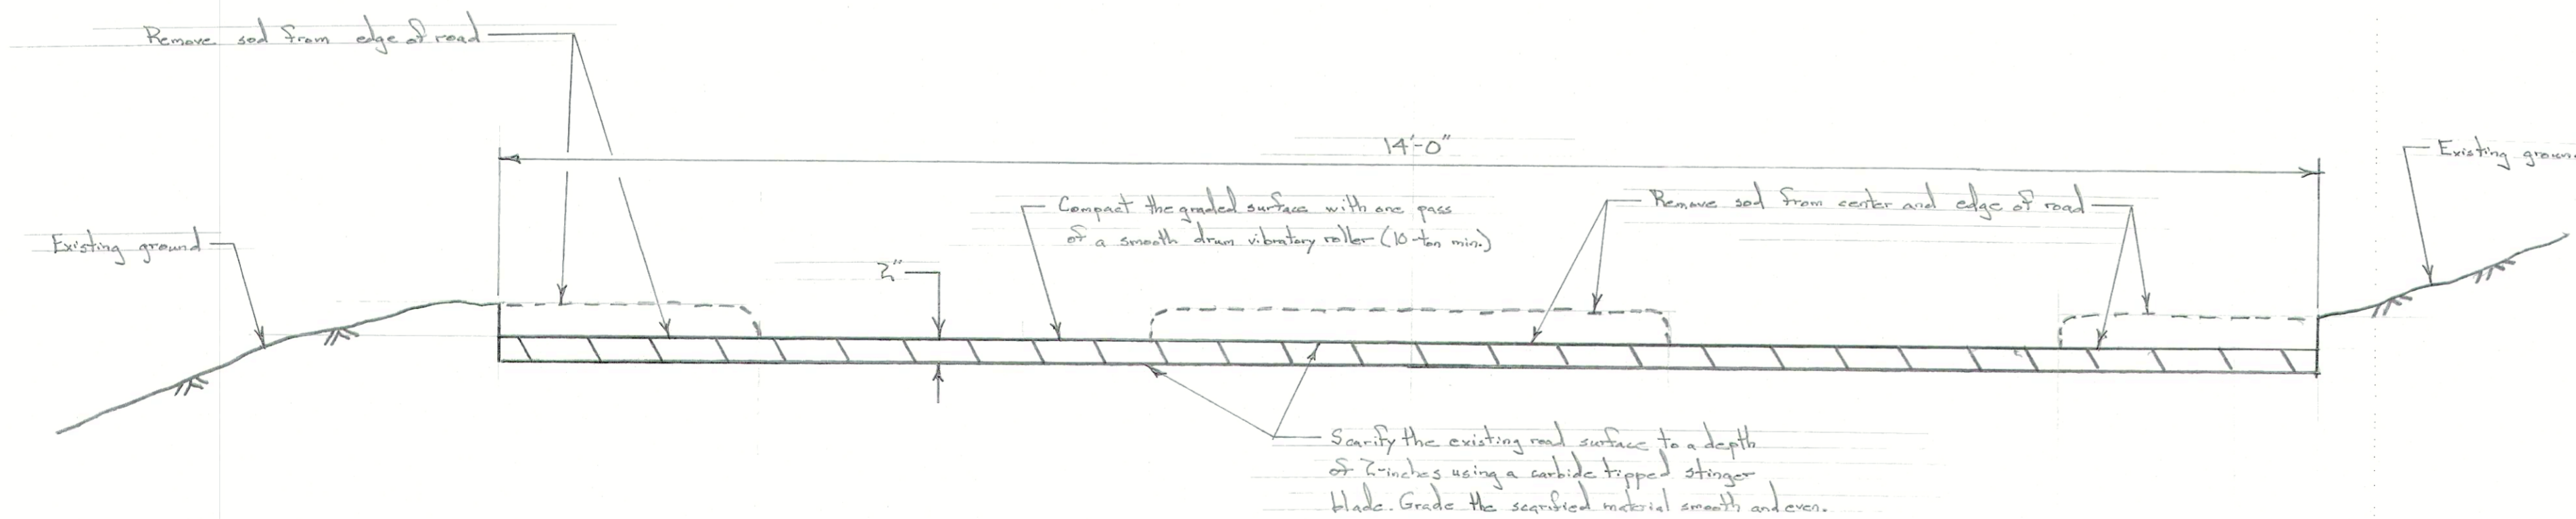 Remove sod from edge of road
14'-0"
Existing groun
Compact the graded surface with one pass
of a smooth drum vibratory roller (10-ton min.)
Remove sod from center and edge of road
Existing ground
2"
Scarify the existing road surface to a depth
of 2-inches using a carbide tipped stinger
blade. Grade the scarified material smooth and even.